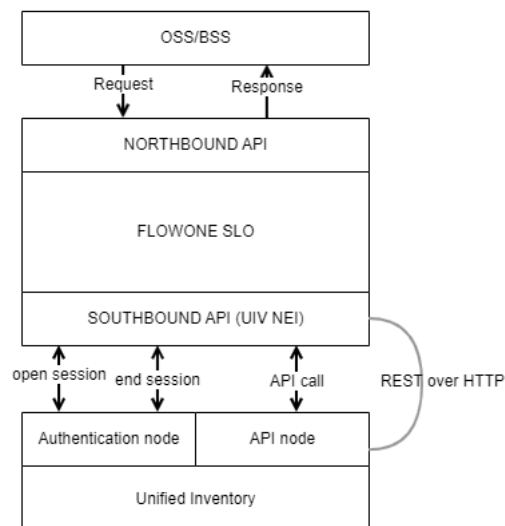 OSS/BSS
Request
Response
NORTHBOUND API
FLOWONE SLO
SOUTHBOUND API (UIV NEI)
open session
end session
API call
REST over HTTP
Authentication node
API node
Unified Inventory